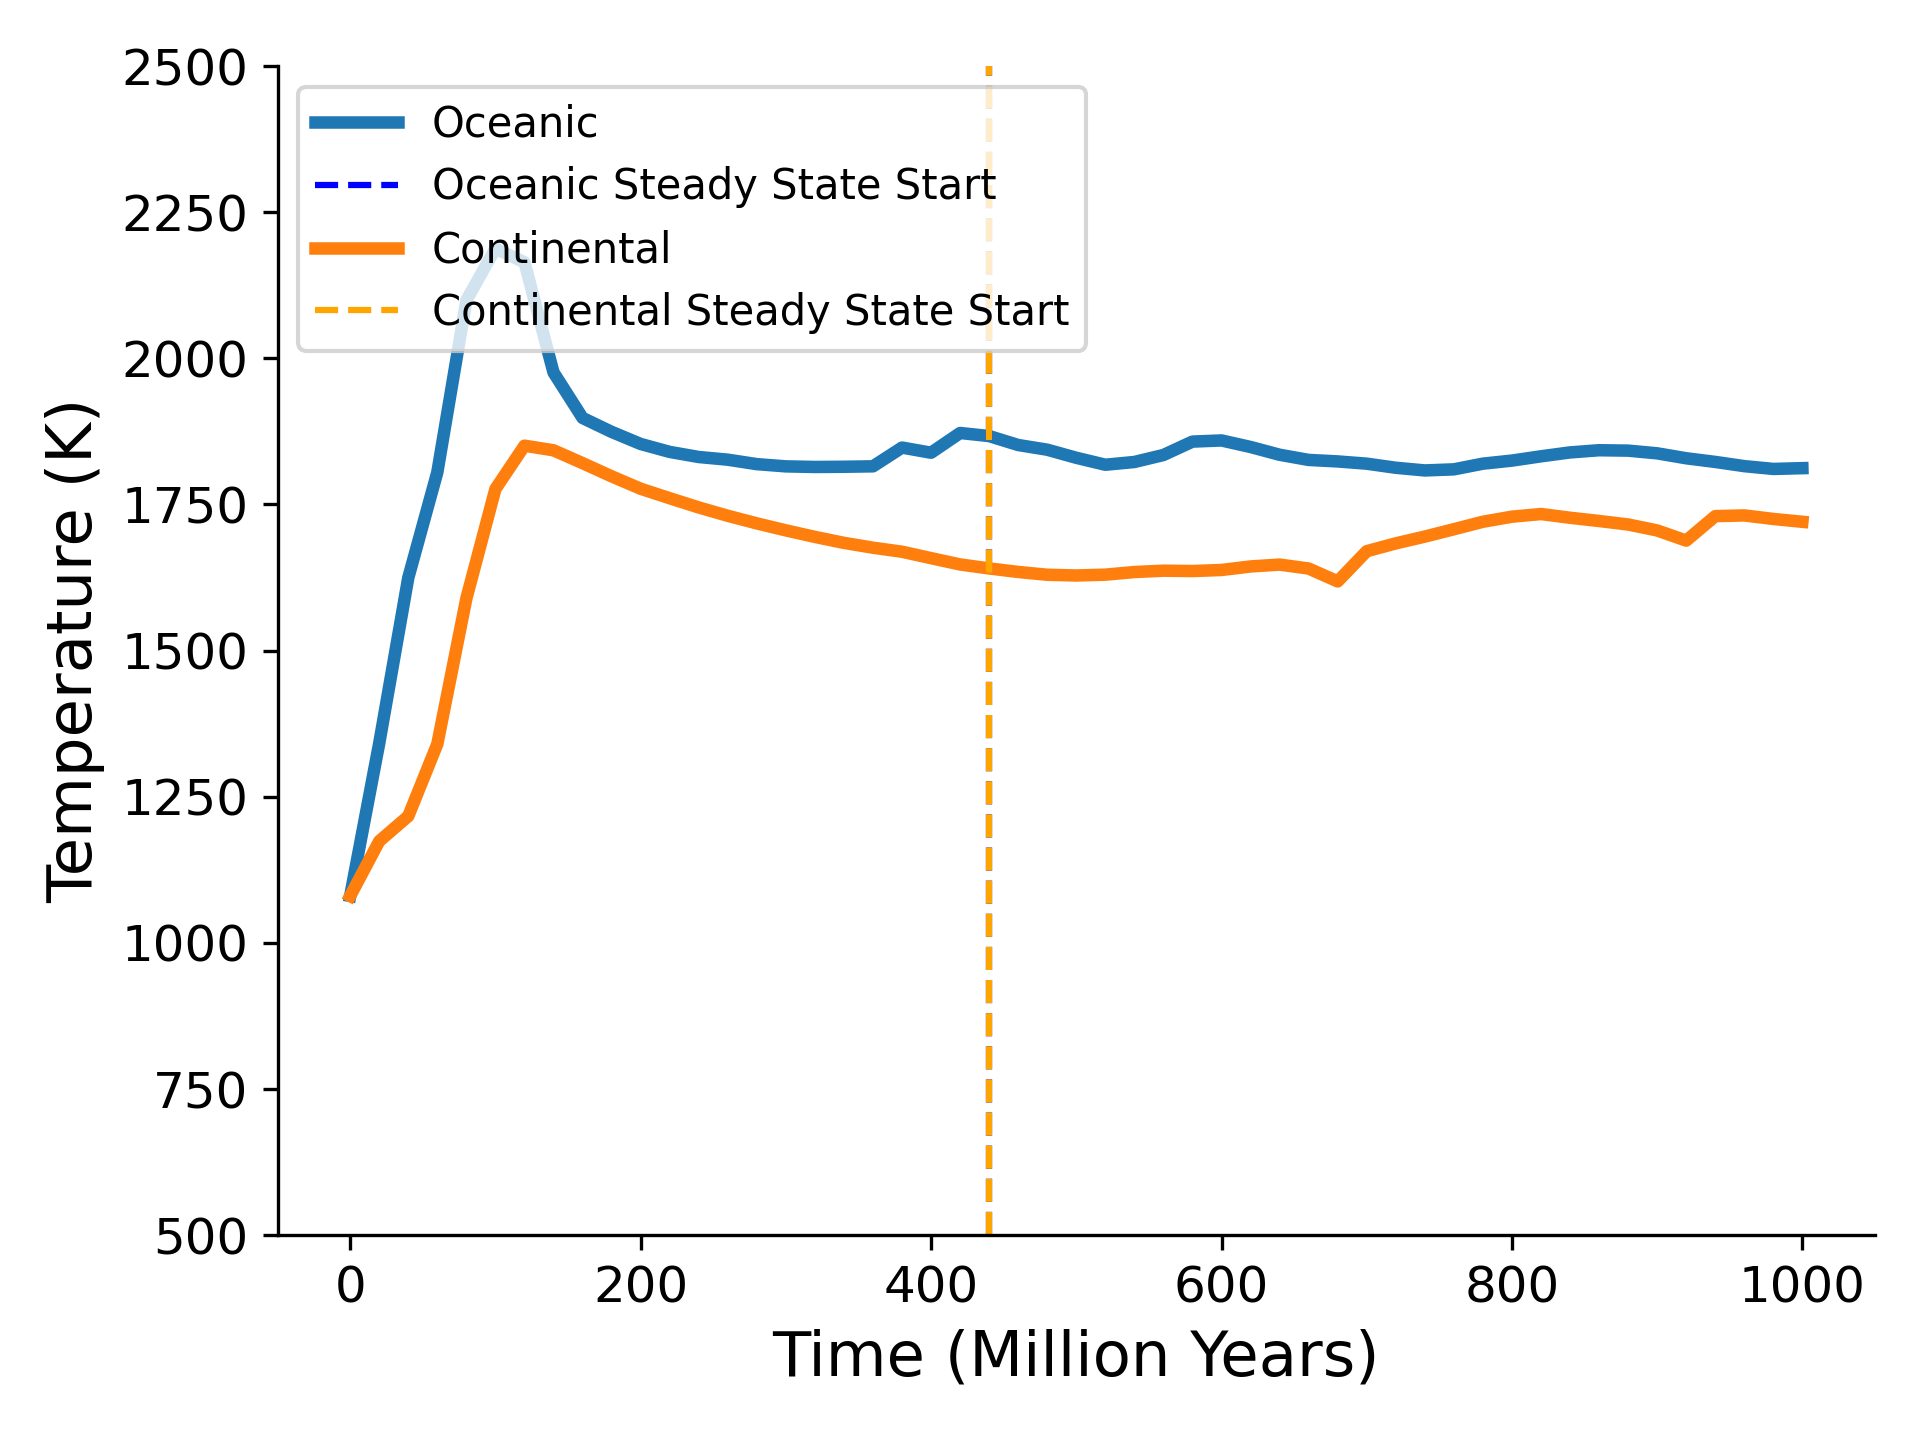 2500
2250
2000
1750
1500
1250
1000
750
500
Temperature (K)
Oceanic
Oceanic Steady State Start
Continental
Continental Steady State Start
0 200 400 600 800 1000
Time (Million Years)